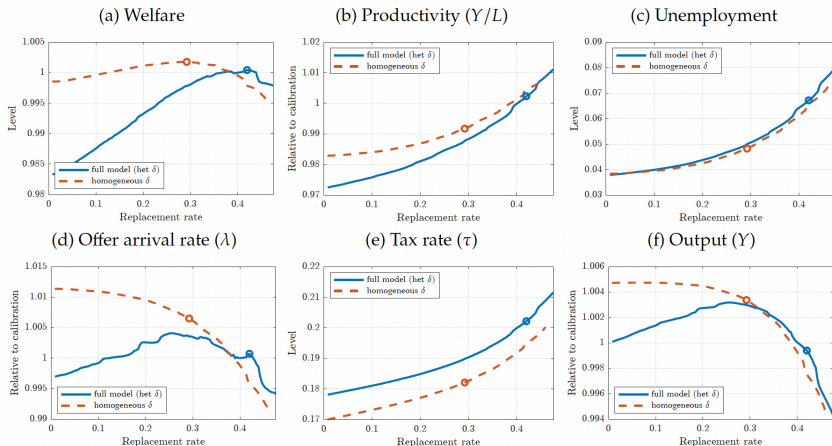 (a) Welfare
(b) Productivity (Y/L)
(c) Unemployment
1.005
1
0.995
0.99
0.985
0.98
Level
full model (het δ)
homogeneous δ
0 0.1 0.2 0.3 0.4
Replacement rate
1.02
1.01
1
0.99
0.98
0.97
Relative to calibration
full model (het δ)
homogeneous δ
0 0.1 0.2 0.3 0.4
Replacement rate
0.09
0.08
0.07
0.06
0.05
0.04
0.03
Level
full model (het δ)
homogeneous δ
0 0.1 0.2 0.3 0.4
Replacement rate
(d) Offer arrival rate (λ)
(e) Tax rate (τ)
(f) Output (Y)
1.015
1.01
1.005
1
0.995
0.99
Relative to calibration
full model (het δ)
homogeneous δ
0 0.1 0.2 0.3 0.4
Replacement rate
0.22
0.21
0.2
0.19
0.18
0.17
Level
full model (het δ)
homogeneous δ
0 0.1 0.2 0.3 0.4
Replacement rate
1.006
1.004
1.002
1
0.998
0.996
0.994
Relative to calibration
full model (het δ)
homogeneous δ
0 0.1 0.2 0.3 0.4
Replacement rate